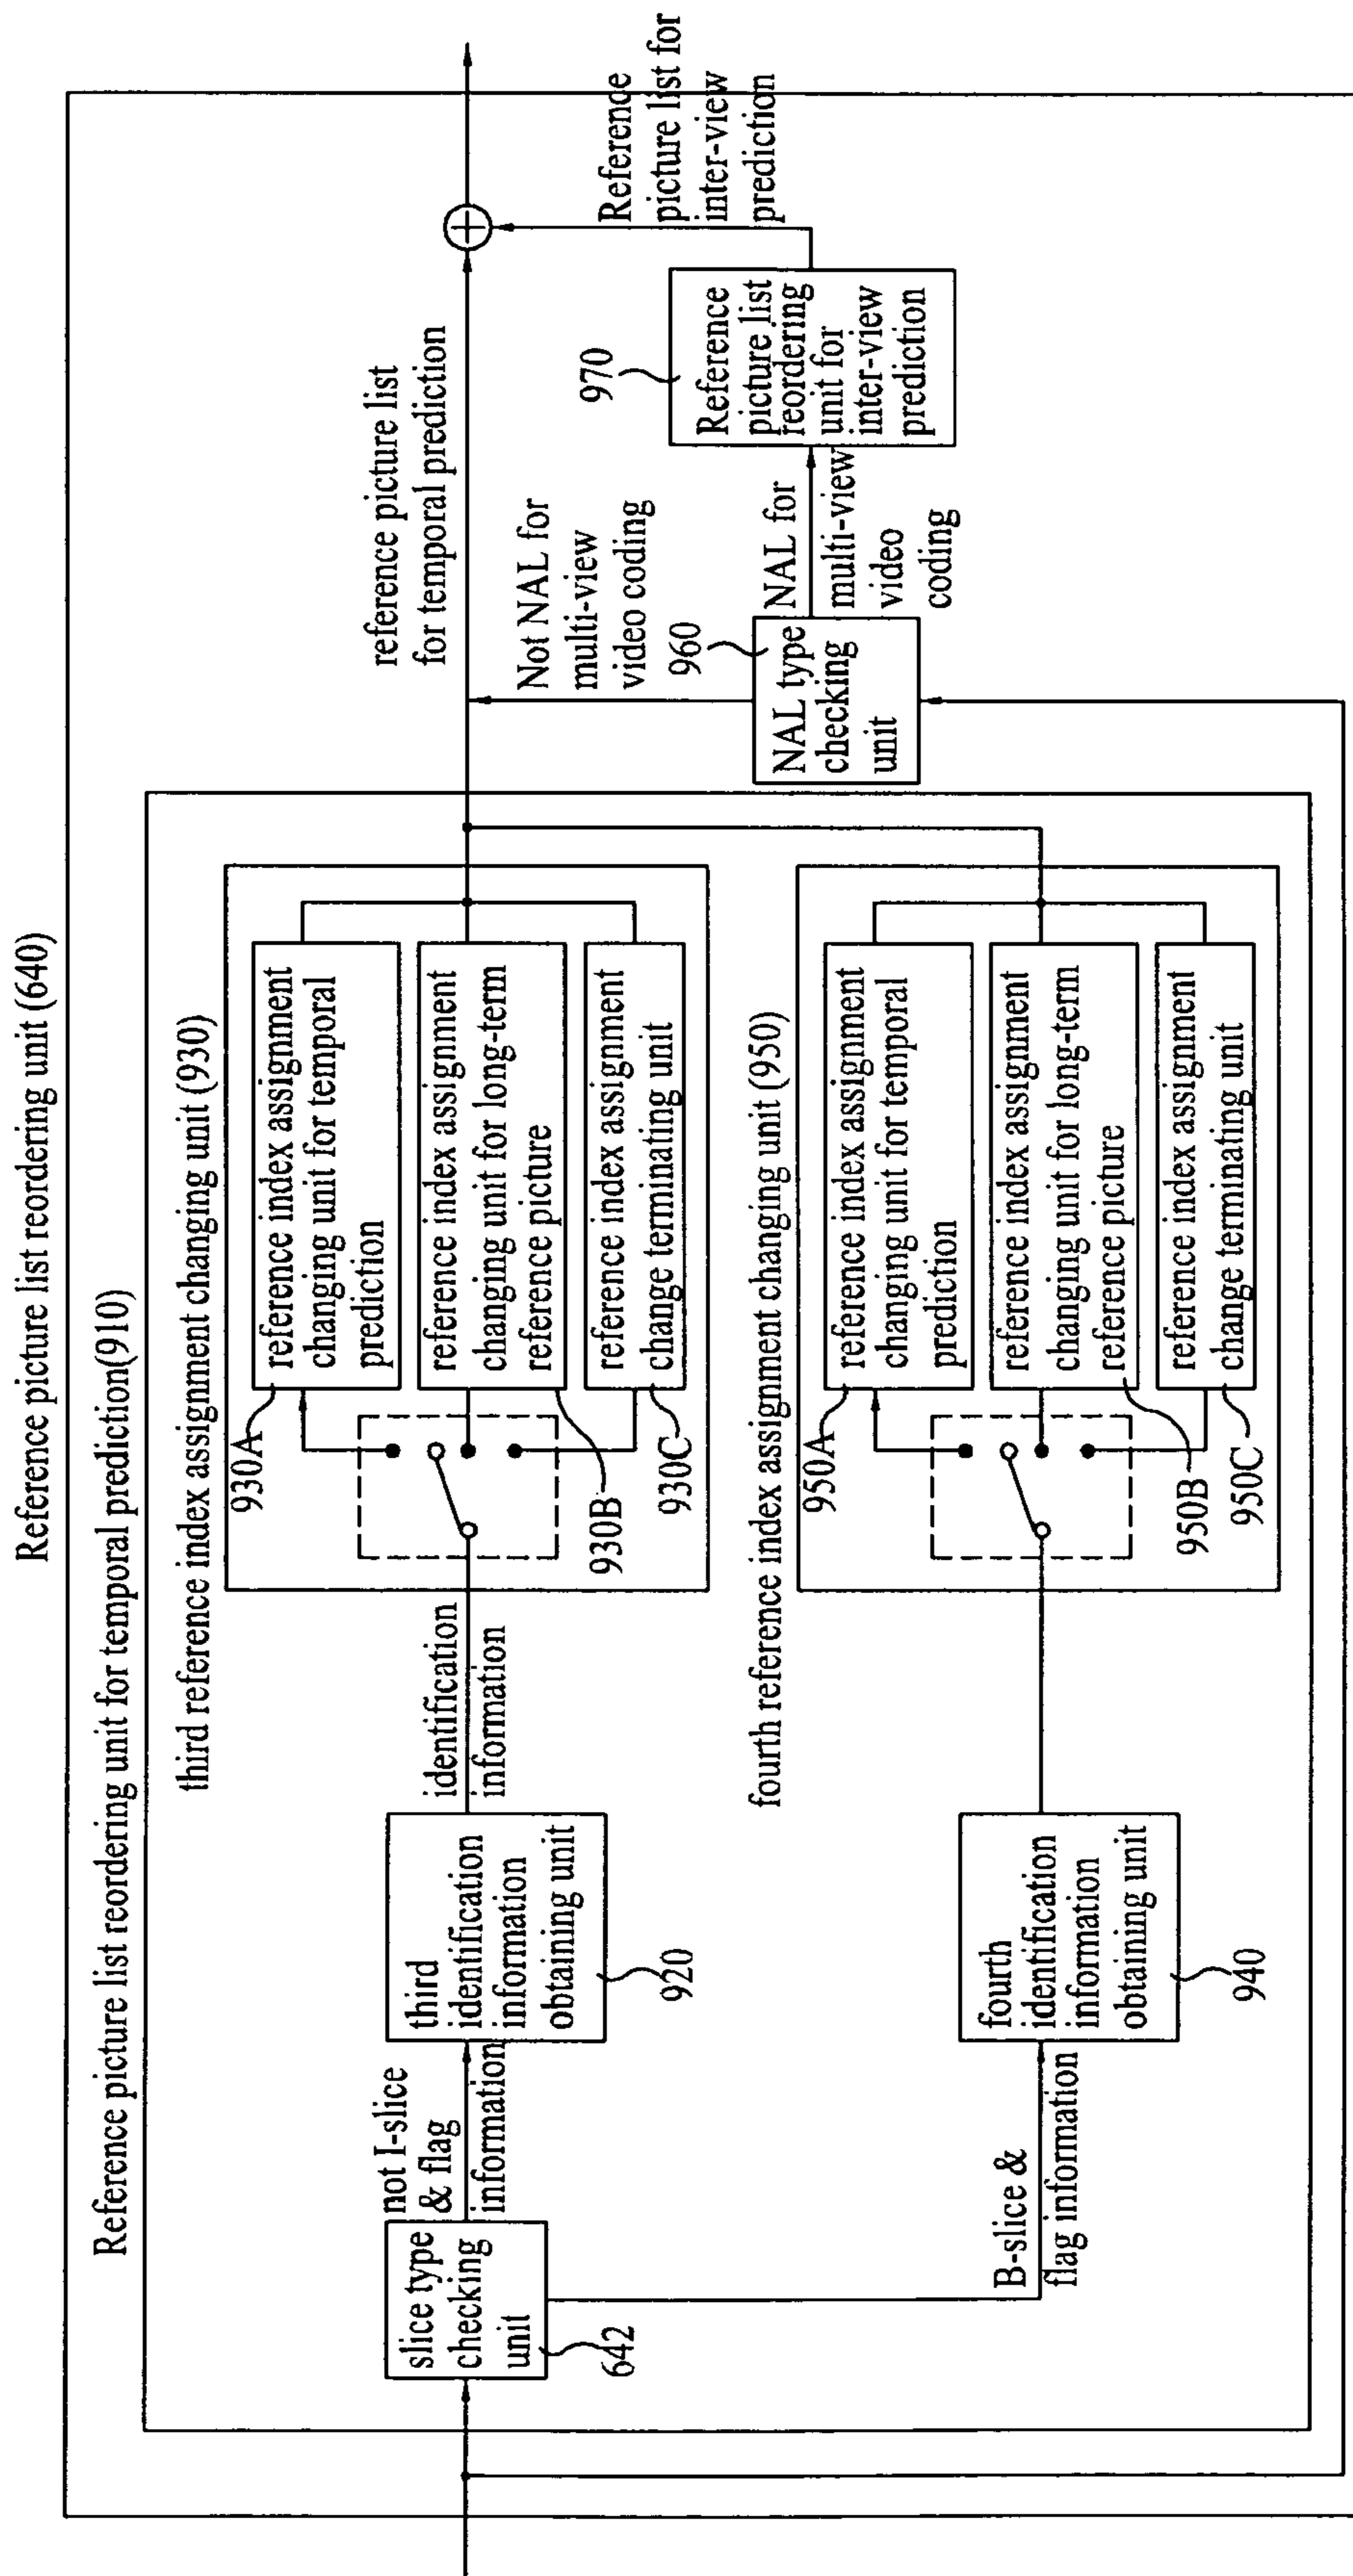 Reference picture list reordering unit (640)
Reference picture list reordering unit for temporal prediction(910)
third reference index assignment changing unit (930)
slice type
checking
unit
642
not I-slice
& flag
information
third
identification
information
obtaining unit
920
identification
information
930A
reference index assignment
changing unit for temporal
prediction
930B
reference index assignment
changing unit for long-term
reference picture
930C
reference index assignment
change terminating unit
B-slice &
flag information
fourth
identification
information
obtaining unit
940
fourth reference index assignment changing unit (950)
950A
reference index assignment
changing unit for temporal
prediction
950B
reference index assignment
changing unit for long-term
reference picture
950C
reference index assignment
change terminating unit
reference picture list
for temporal prediction
Not NAL for
multi-view
video coding
960
NAL type
checking
unit
NAL for
multi-view
video
coding
970
Reference
picture list
reordering
unit for
inter-view
prediction
Reference
picture list for
inter-view
prediction